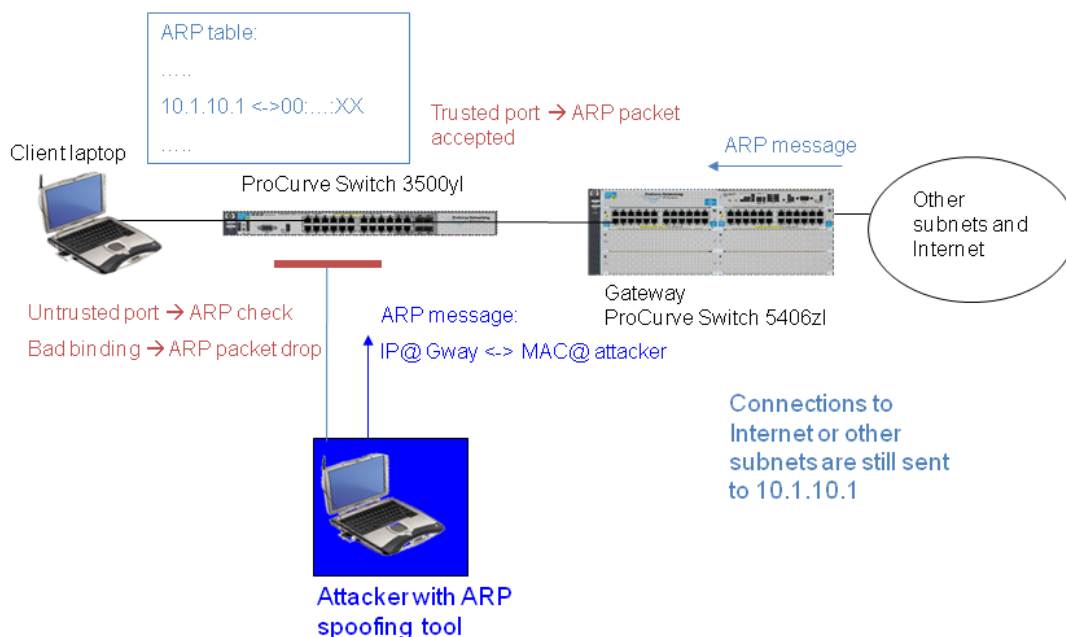 ARP table:
…..
10.1.10.1 <->00:…:XX
…..
Trusted port → ARP packet
accepted
Client laptop
ARP message
ProCurve Switch 3500yl
Other
subnets and
Internet
Gateway
ProCurve Switch 5406zl
Untrusted port → ARP check
Bad binding → ARP packet drop
ARP message:
IP@ Gway <-> MAC@ attacker
Connections to
Internet or other
subnets are still sent
to 10.1.10.1
Attacker with ARP
spoofing tool